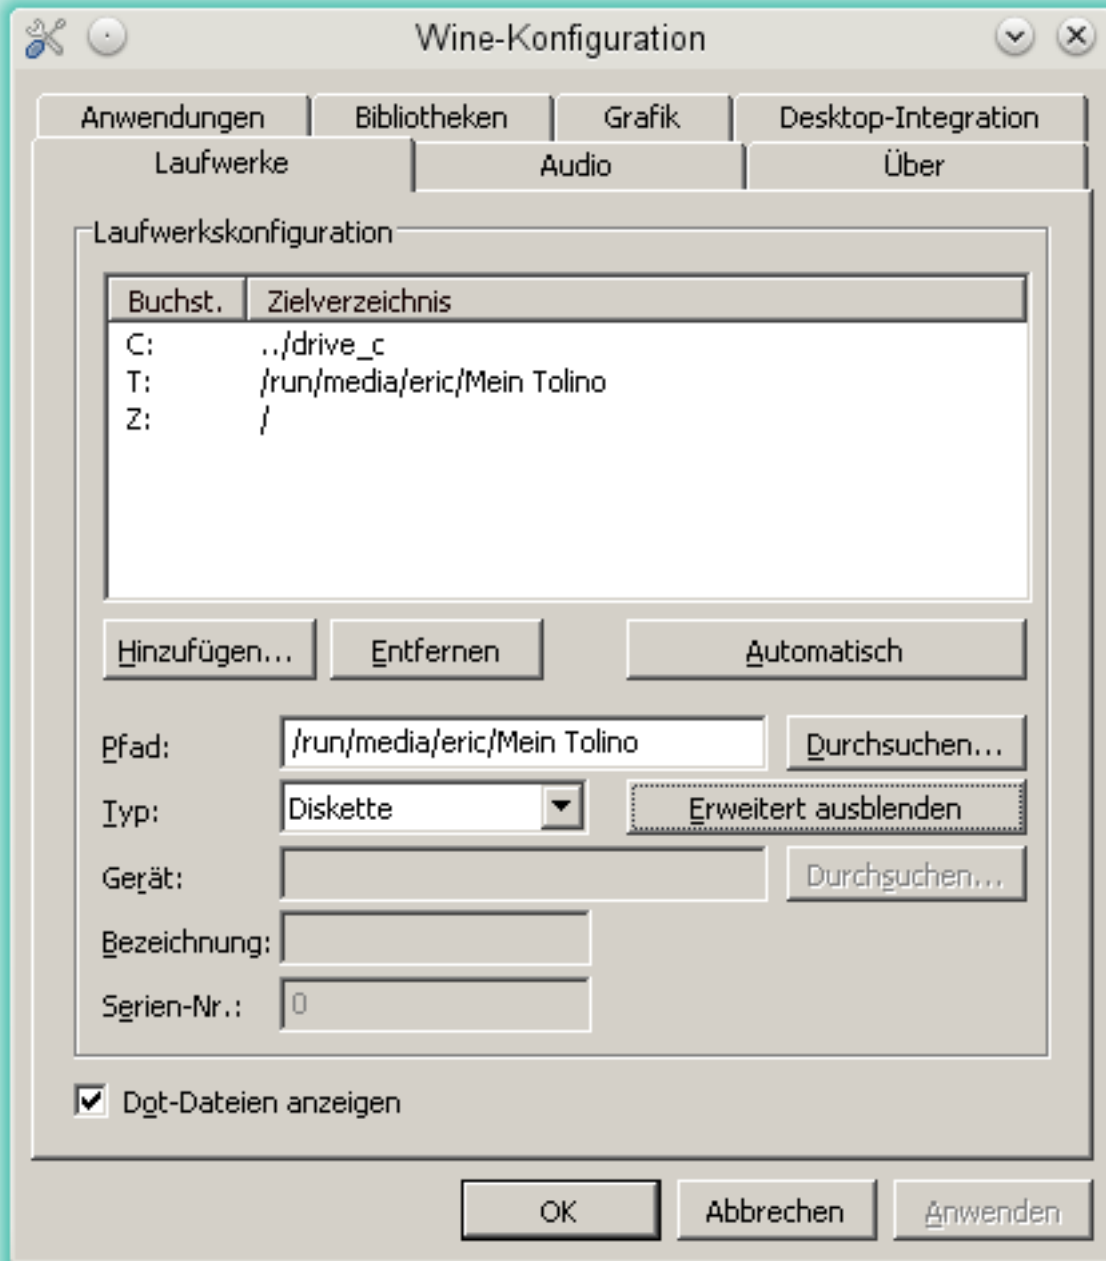 Wine-Konfiguration
Anwendungen Bibliotheken Grafik Desktop-Integration
Laufwerke Audio Über
Laufwerkskonfiguration
Buchst. Zielverzeichnis
C: ../drive_c
T: /run/media/eric/Mein Tolino
Z: /
Hinzufügen... Entfernen Automatisch
Pfad: /run/media/eric/Mein Tolino Durchsuchen...
Typ: Diskette Erweitert ausblenden
Gerät: Durchsuchen...
Bezeichnung:
Serien-Nr.: 0
Dot-Dateien anzeigen
OK Abbrechen Anwenden